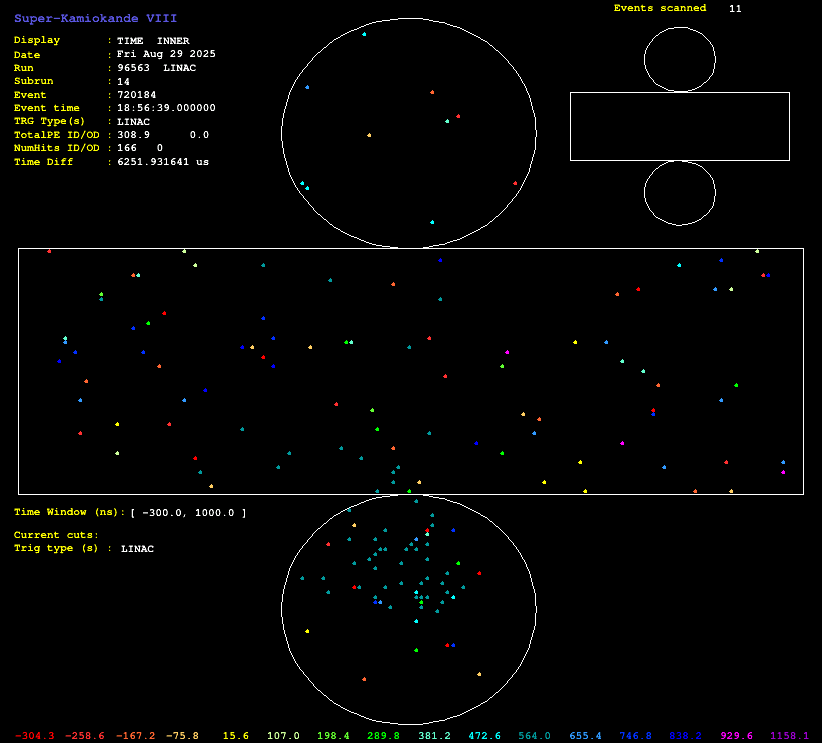 Super-Kamiokande VIII
Events scanned 11
Display : TIME INNER
Date : Fri Aug 29 2025
Run : 96563 LINAC
Subrun : 14
Event : 720184
Event time : 18:56:39.000000
TRG Type(s) : LINAC
TotalPE ID/OD : 308.9 0.0
NumHits ID/OD : 166 0
Time Diff : 6251.931641 us
Time Window (ns): [ -300.0, 1000.0 ]
Current cuts:
Trig type (s) : LINAC
-304.3 -258.6 -167.2 -75.8 15.6 107.0 198.4 289.8 381.2 472.6 564.0 655.4 746.8 838.2 929.6 1158.1